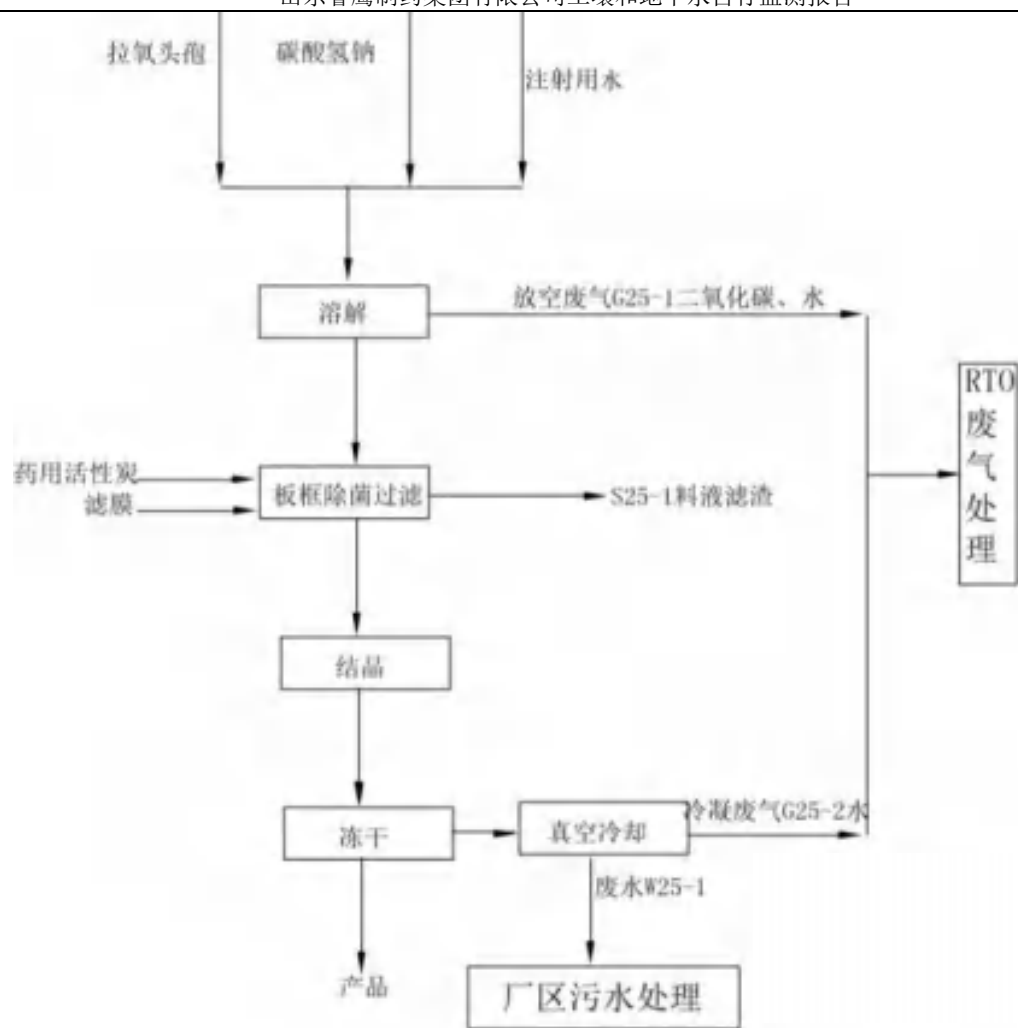 拉氧头孢
碳酸氢钠
注射用水
溶解
放空废气G25-1二氧化碳、水
RTO
废
气
处
理
药用活性炭
滤膜
板框除菌过滤
S25-1料液滤渣
结晶
冻干
真空冷却
冷凝废气G25-2水
废水W25-1
产品
厂区污水处理